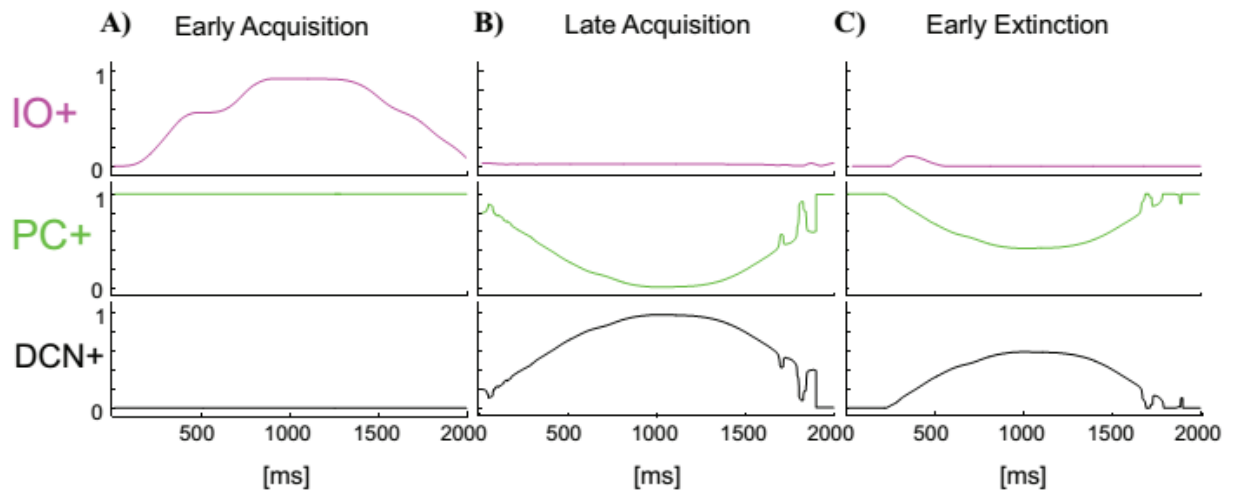 A) Early Acquisition B) Late Acquisition C) Early Extinction
IO+ 1
0
PC+ 1
0
DCN+ 1
0
500 1000 1500 2000 500 1000 1500 2000 500 1000 1500 2000
[ms] [ms] [ms]